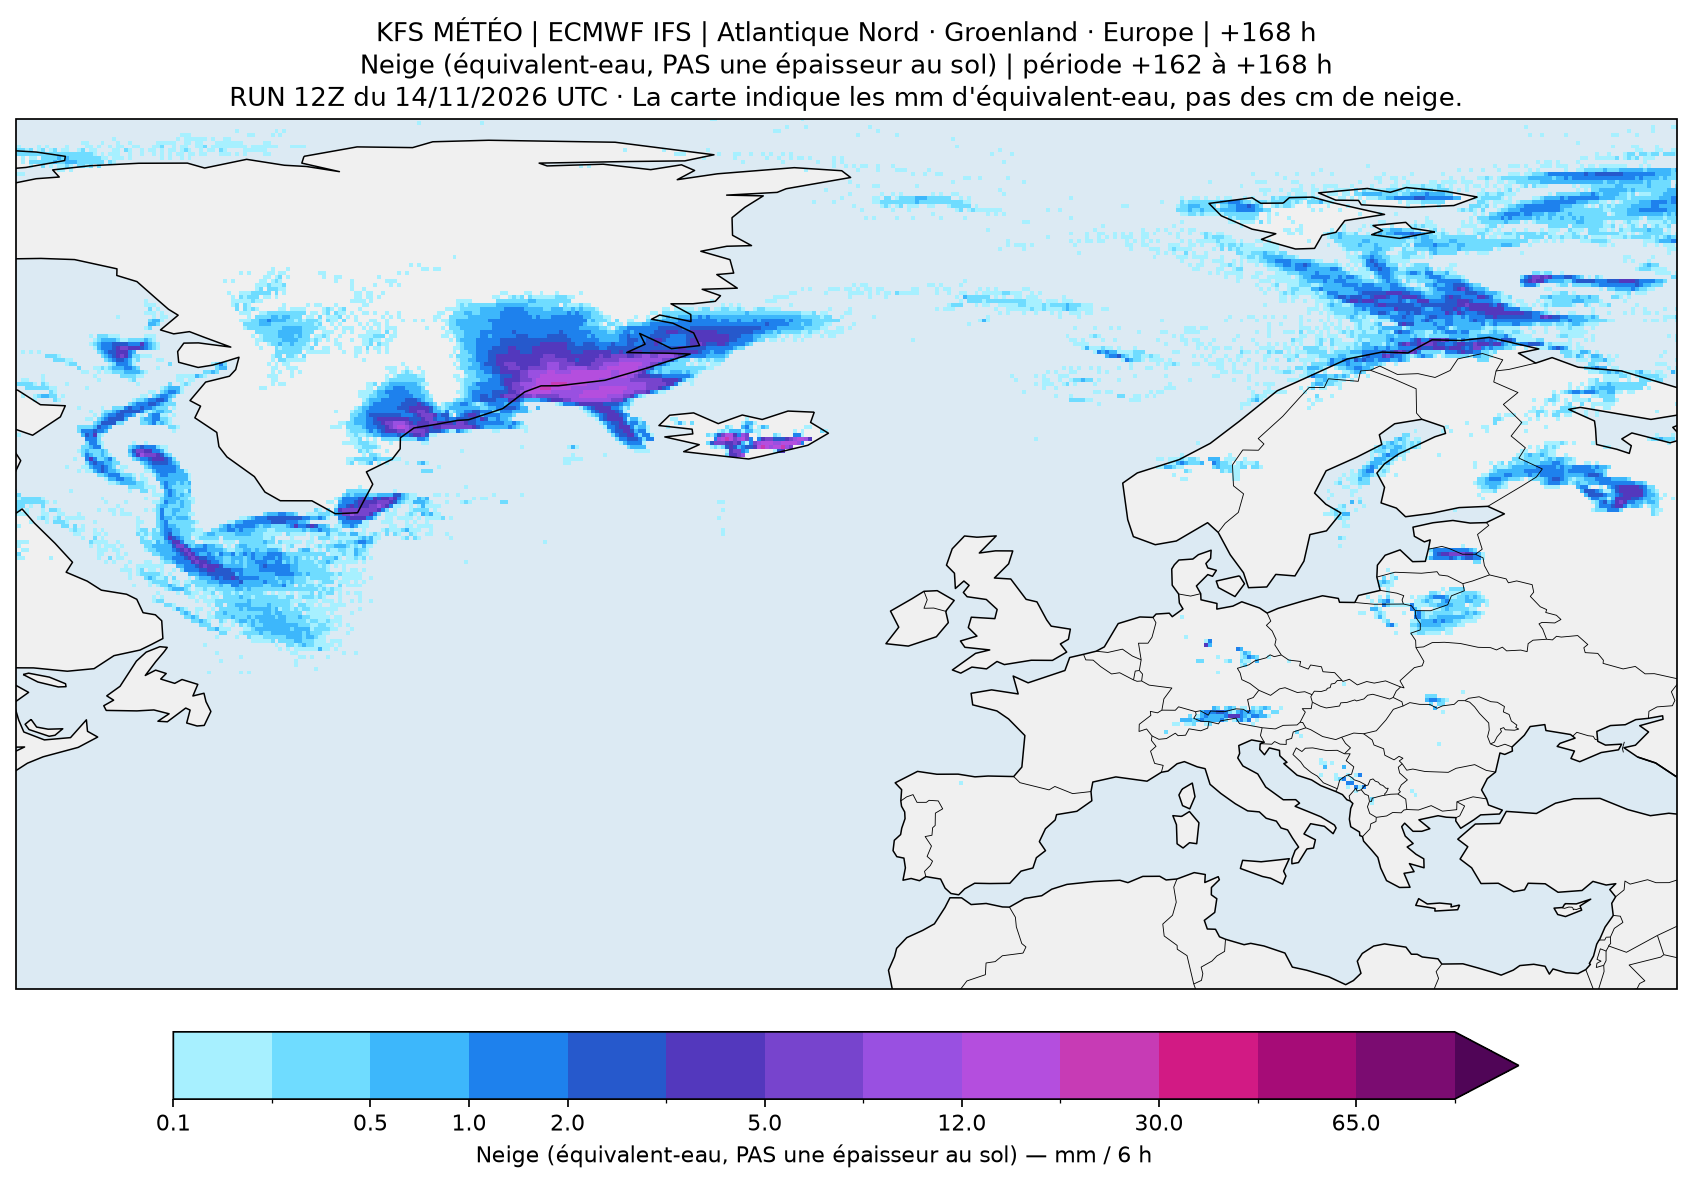 KFS MÉTÉO | ECMWF IFS | Atlantique Nord · Groenland · Europe | +168 h
Neige (équivalent-eau, PAS une épaisseur au sol) | période +162 à +168 h
RUN 12Z du 14/11/2026 UTC · La carte indique les mm d'équivalent-eau, pas des cm de neige.
0.1 0.5 1.0 2.0 5.0 12.0 30.0 65.0
Neige (équivalent-eau, PAS une épaisseur au sol) — mm / 6 h